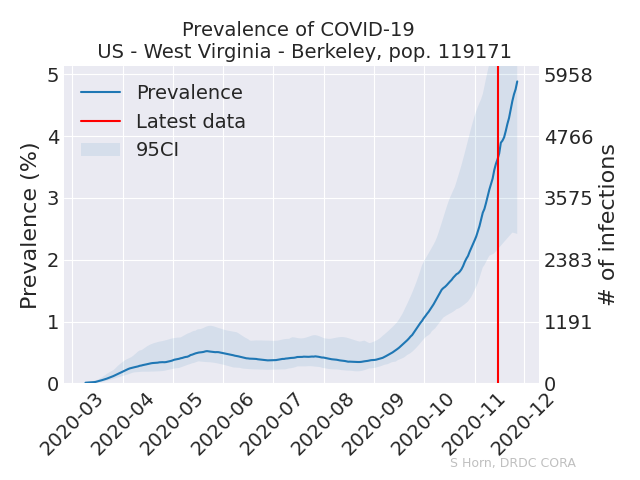 Prevalence of COVID-19
US - West Virginia - Berkeley, pop. 119171
Prevalence
Latest data
95CI
Prevalence (%)
5
4
3
2
1
0
5958
4766
3575
2383
1191
0
# of infections
2020-03
2020-04
2020-05
2020-06
2020-07
2020-08
2020-09
2020-10
2020-11
2020-12
S Horn, DRDC CORA